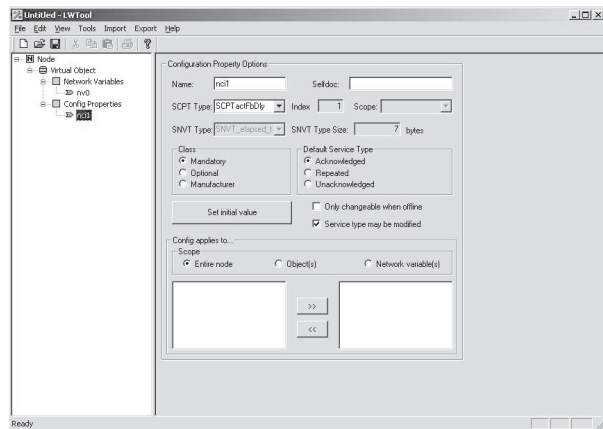 Untitled - LWTool
File Edit View Tools Import Export Help
Node
Virtual Object
Network Variables
nv0
Config Properties
nci1
Configuration Property Options
Name: nci1 Selfdoc:
SCPT Type: SCPTactFbDly Index 1 Scope:
SNVT Type: SNVT_elapsed_t SNVT Type Size: 7 bytes
Class
Mandatory
Optional
Manufacturer
Default Service Type
Acknowledged
Repeated
Unacknowledged
Set initial value
Only changeable when offline
Service type may be modified
Config applies to...
Scope
Entire node Object(s) Network variable(s)
>>
<<
Ready